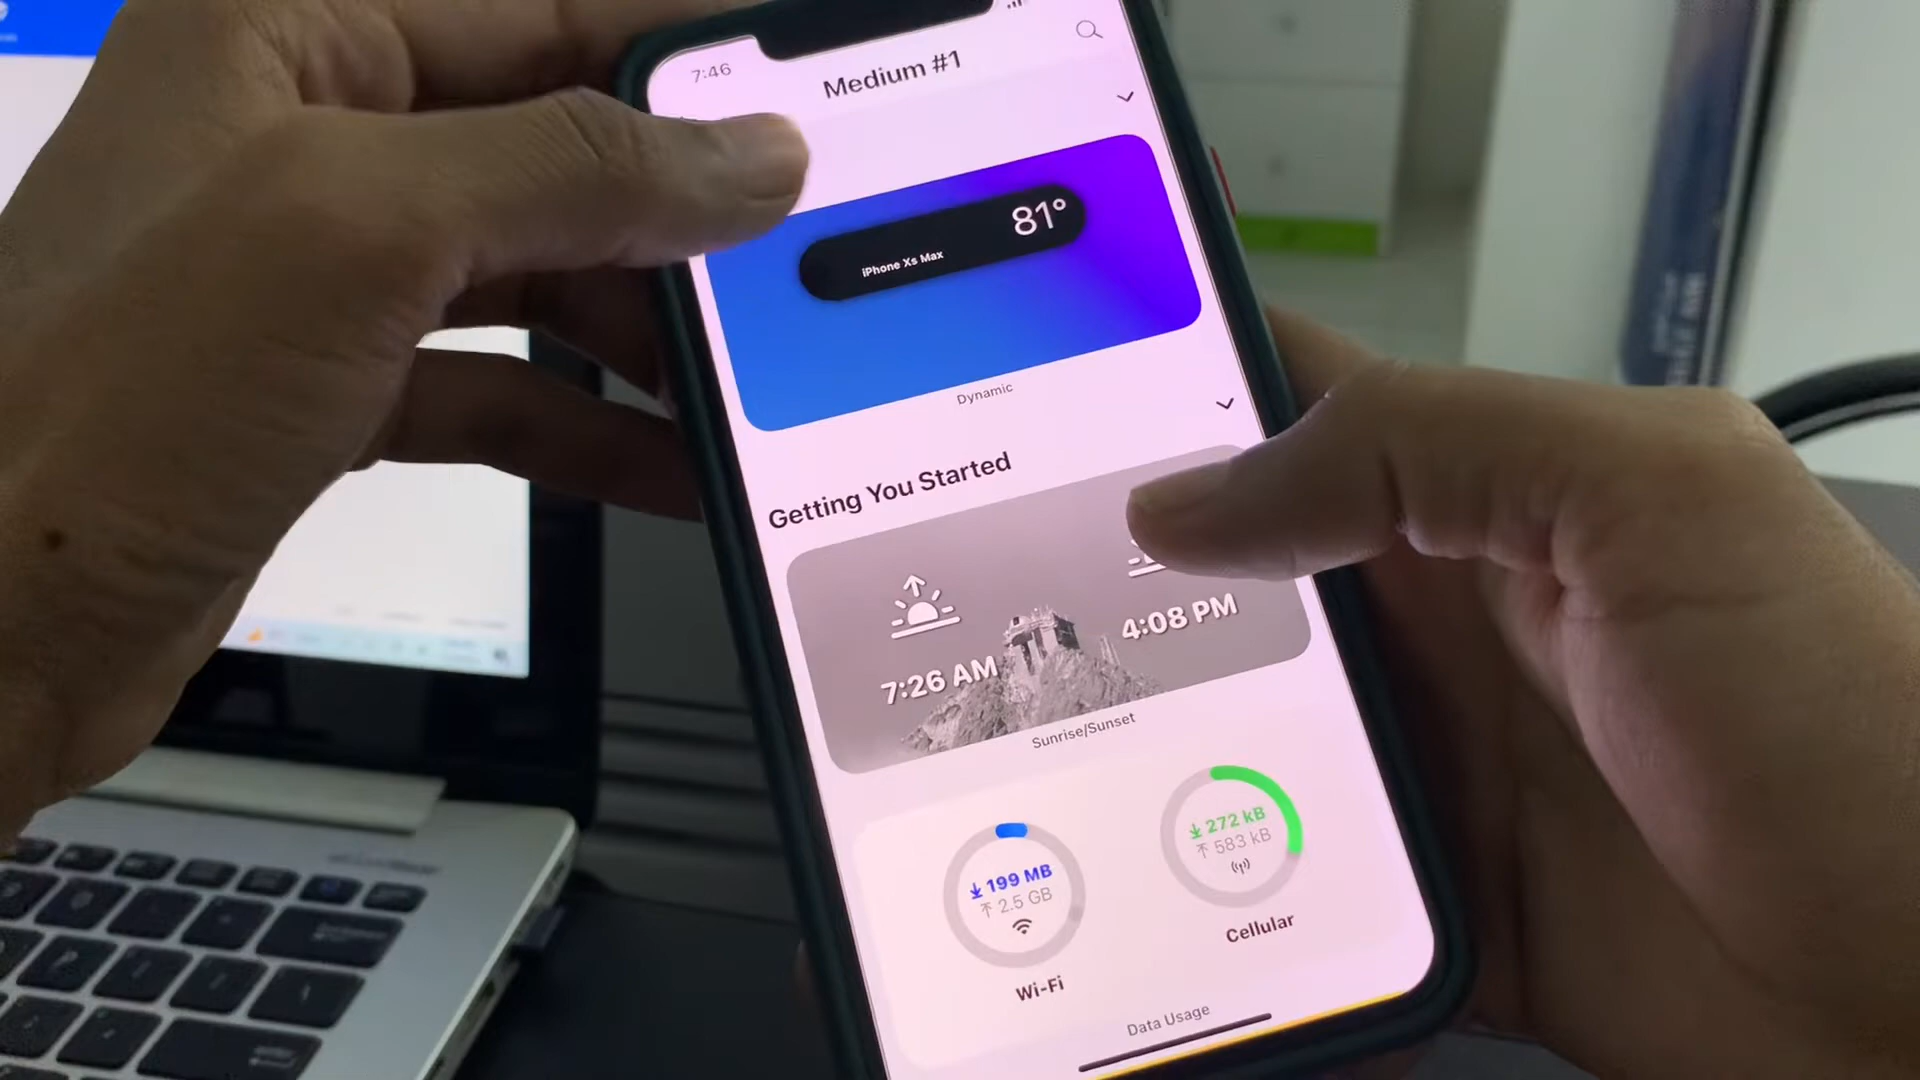 7:46
Medium #1
81°
iPhone Xs Max
Dynamic
Getting You Started
7:26 AM
4:08 PM
Sunrise/Sunset
199 MB
2.5 GB
Wi-Fi
272 kB
583 kB
Cellular
Data Usage